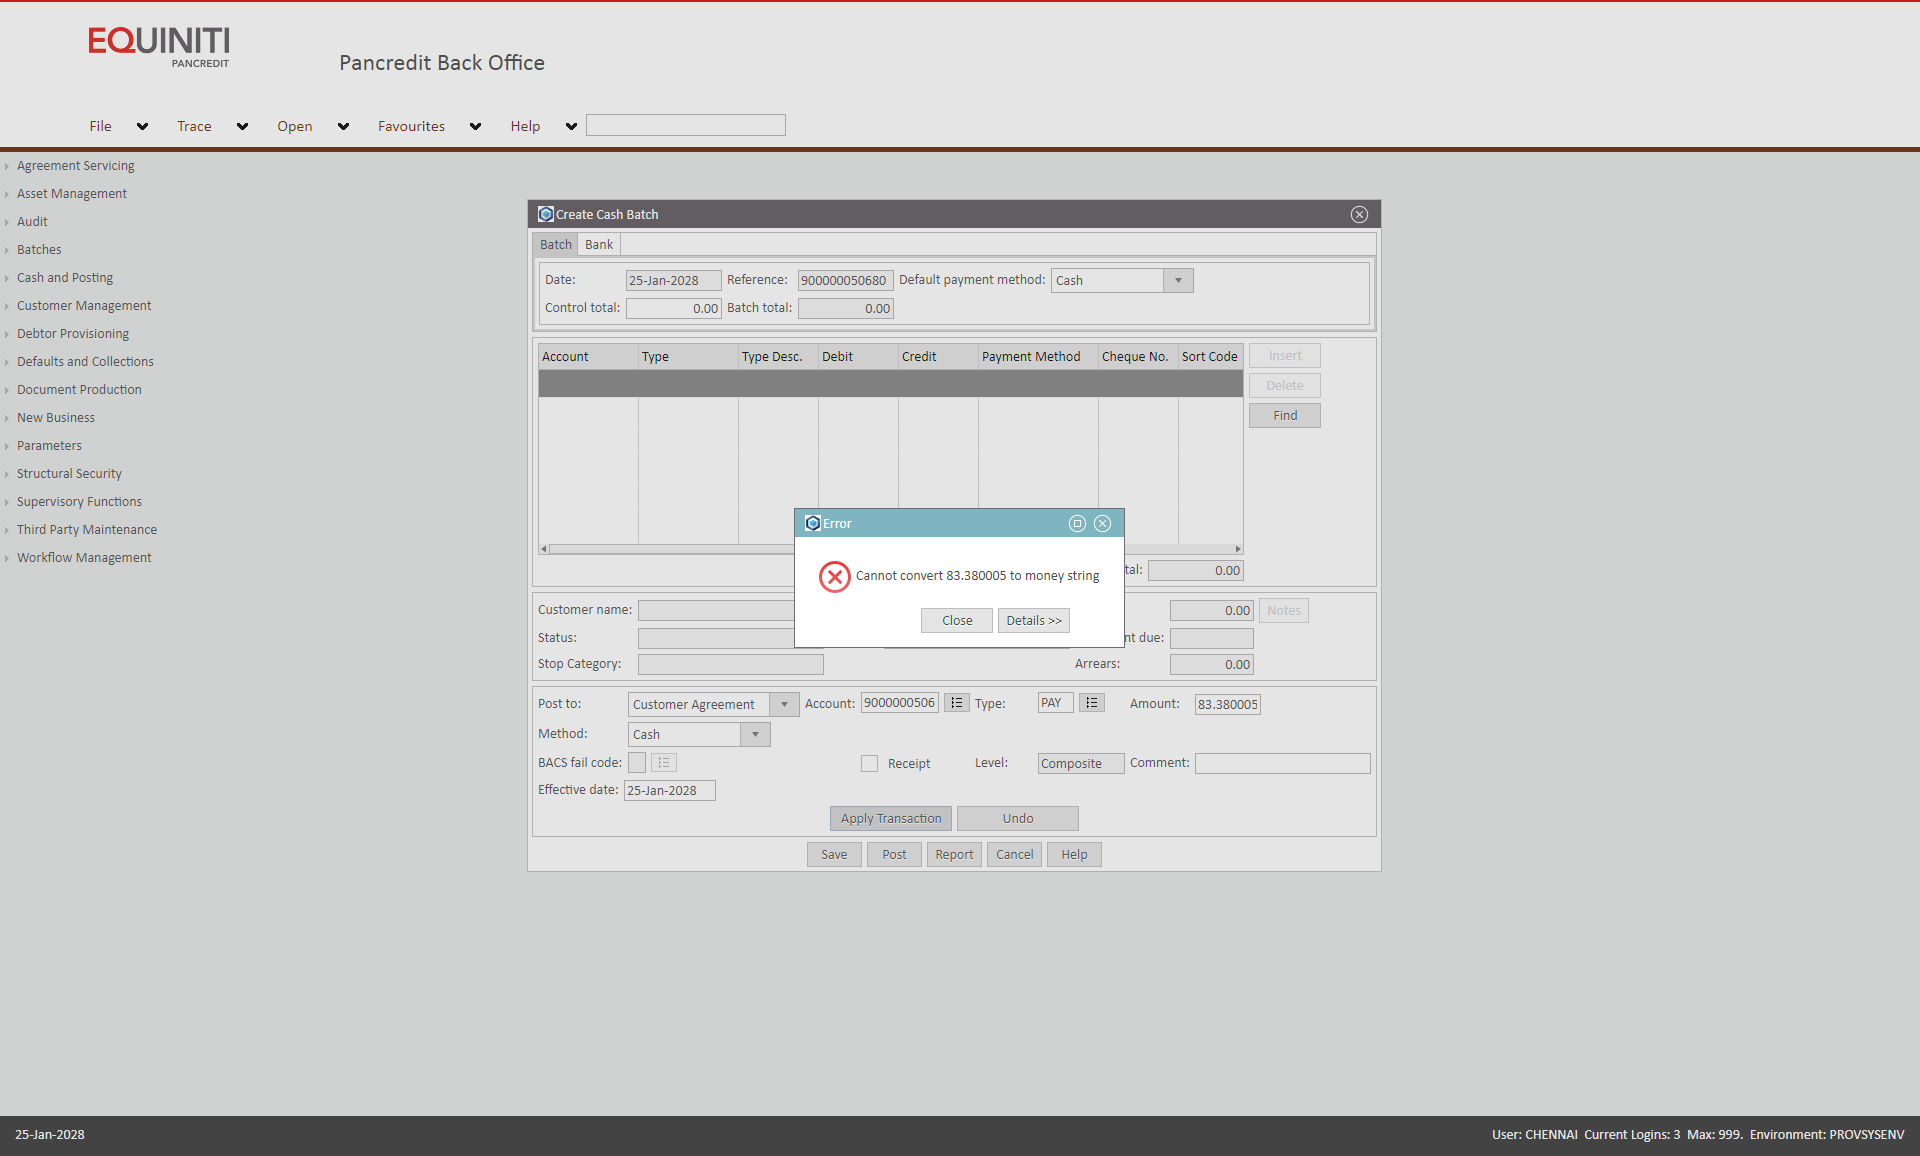 EQUINITI
PANCREDIT
Pancredit Back Office
File Trace Open Favourites Help
Agreement Servicing
Asset Management
Audit
Batches
Cash and Posting
Customer Management
Debtor Provisioning
Defaults and Collections
Document Production
New Business
Parameters
Structural Security
Supervisory Functions
Third Party Maintenance
Workflow Management
Create Cash Batch
Batch Bank
Date: 25-Jan-2028 Reference: 900000050680 Default payment method: Cash
Control total: 0.00 Batch total: 0.00
Account Type Type Desc. Debit Credit Payment Method Cheque No. Sort Code
Insert
Delete
Find
Error
Cannot convert 83.380005 to money string
Close Details >>
tal: 0.00
Customer name: 0.00 Notes
Status: nt due:
Stop Category: Arrears: 0.00
Post to: Customer Agreement Account: 9000000506 Type: PAY Amount: 83.380005
Method: Cash
BACS fail code: Receipt Level: Composite Comment:
Effective date: 25-Jan-2028
Apply Transaction Undo
Save Post Report Cancel Help
25-Jan-2028 User: CHENNAI Current Logins: 3 Max: 999. Environment: PROVSYSENV